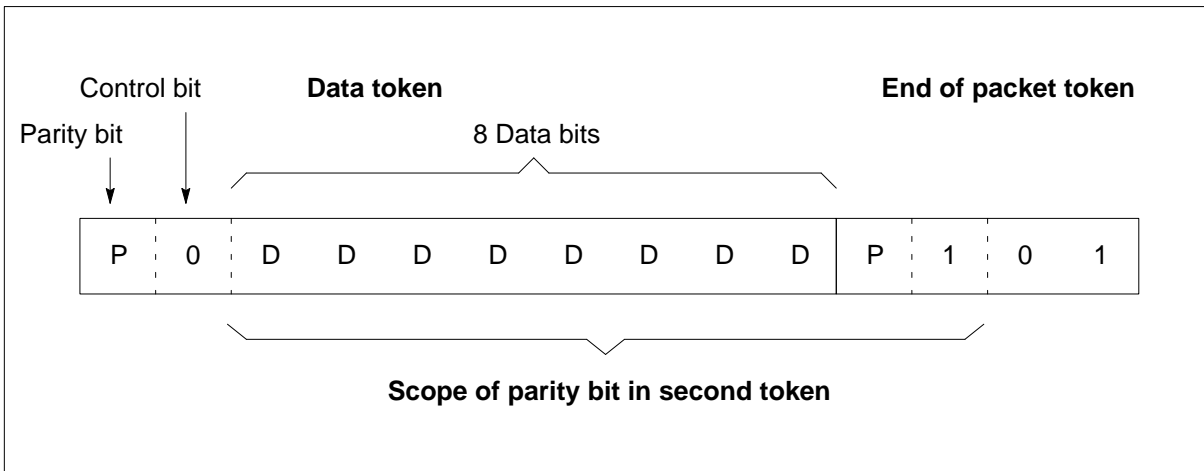 Control bit Data token End of packet token
Parity bit 8 Data bits
P 0 D D D D D D D D P 1 0 1
Scope of parity bit in second token